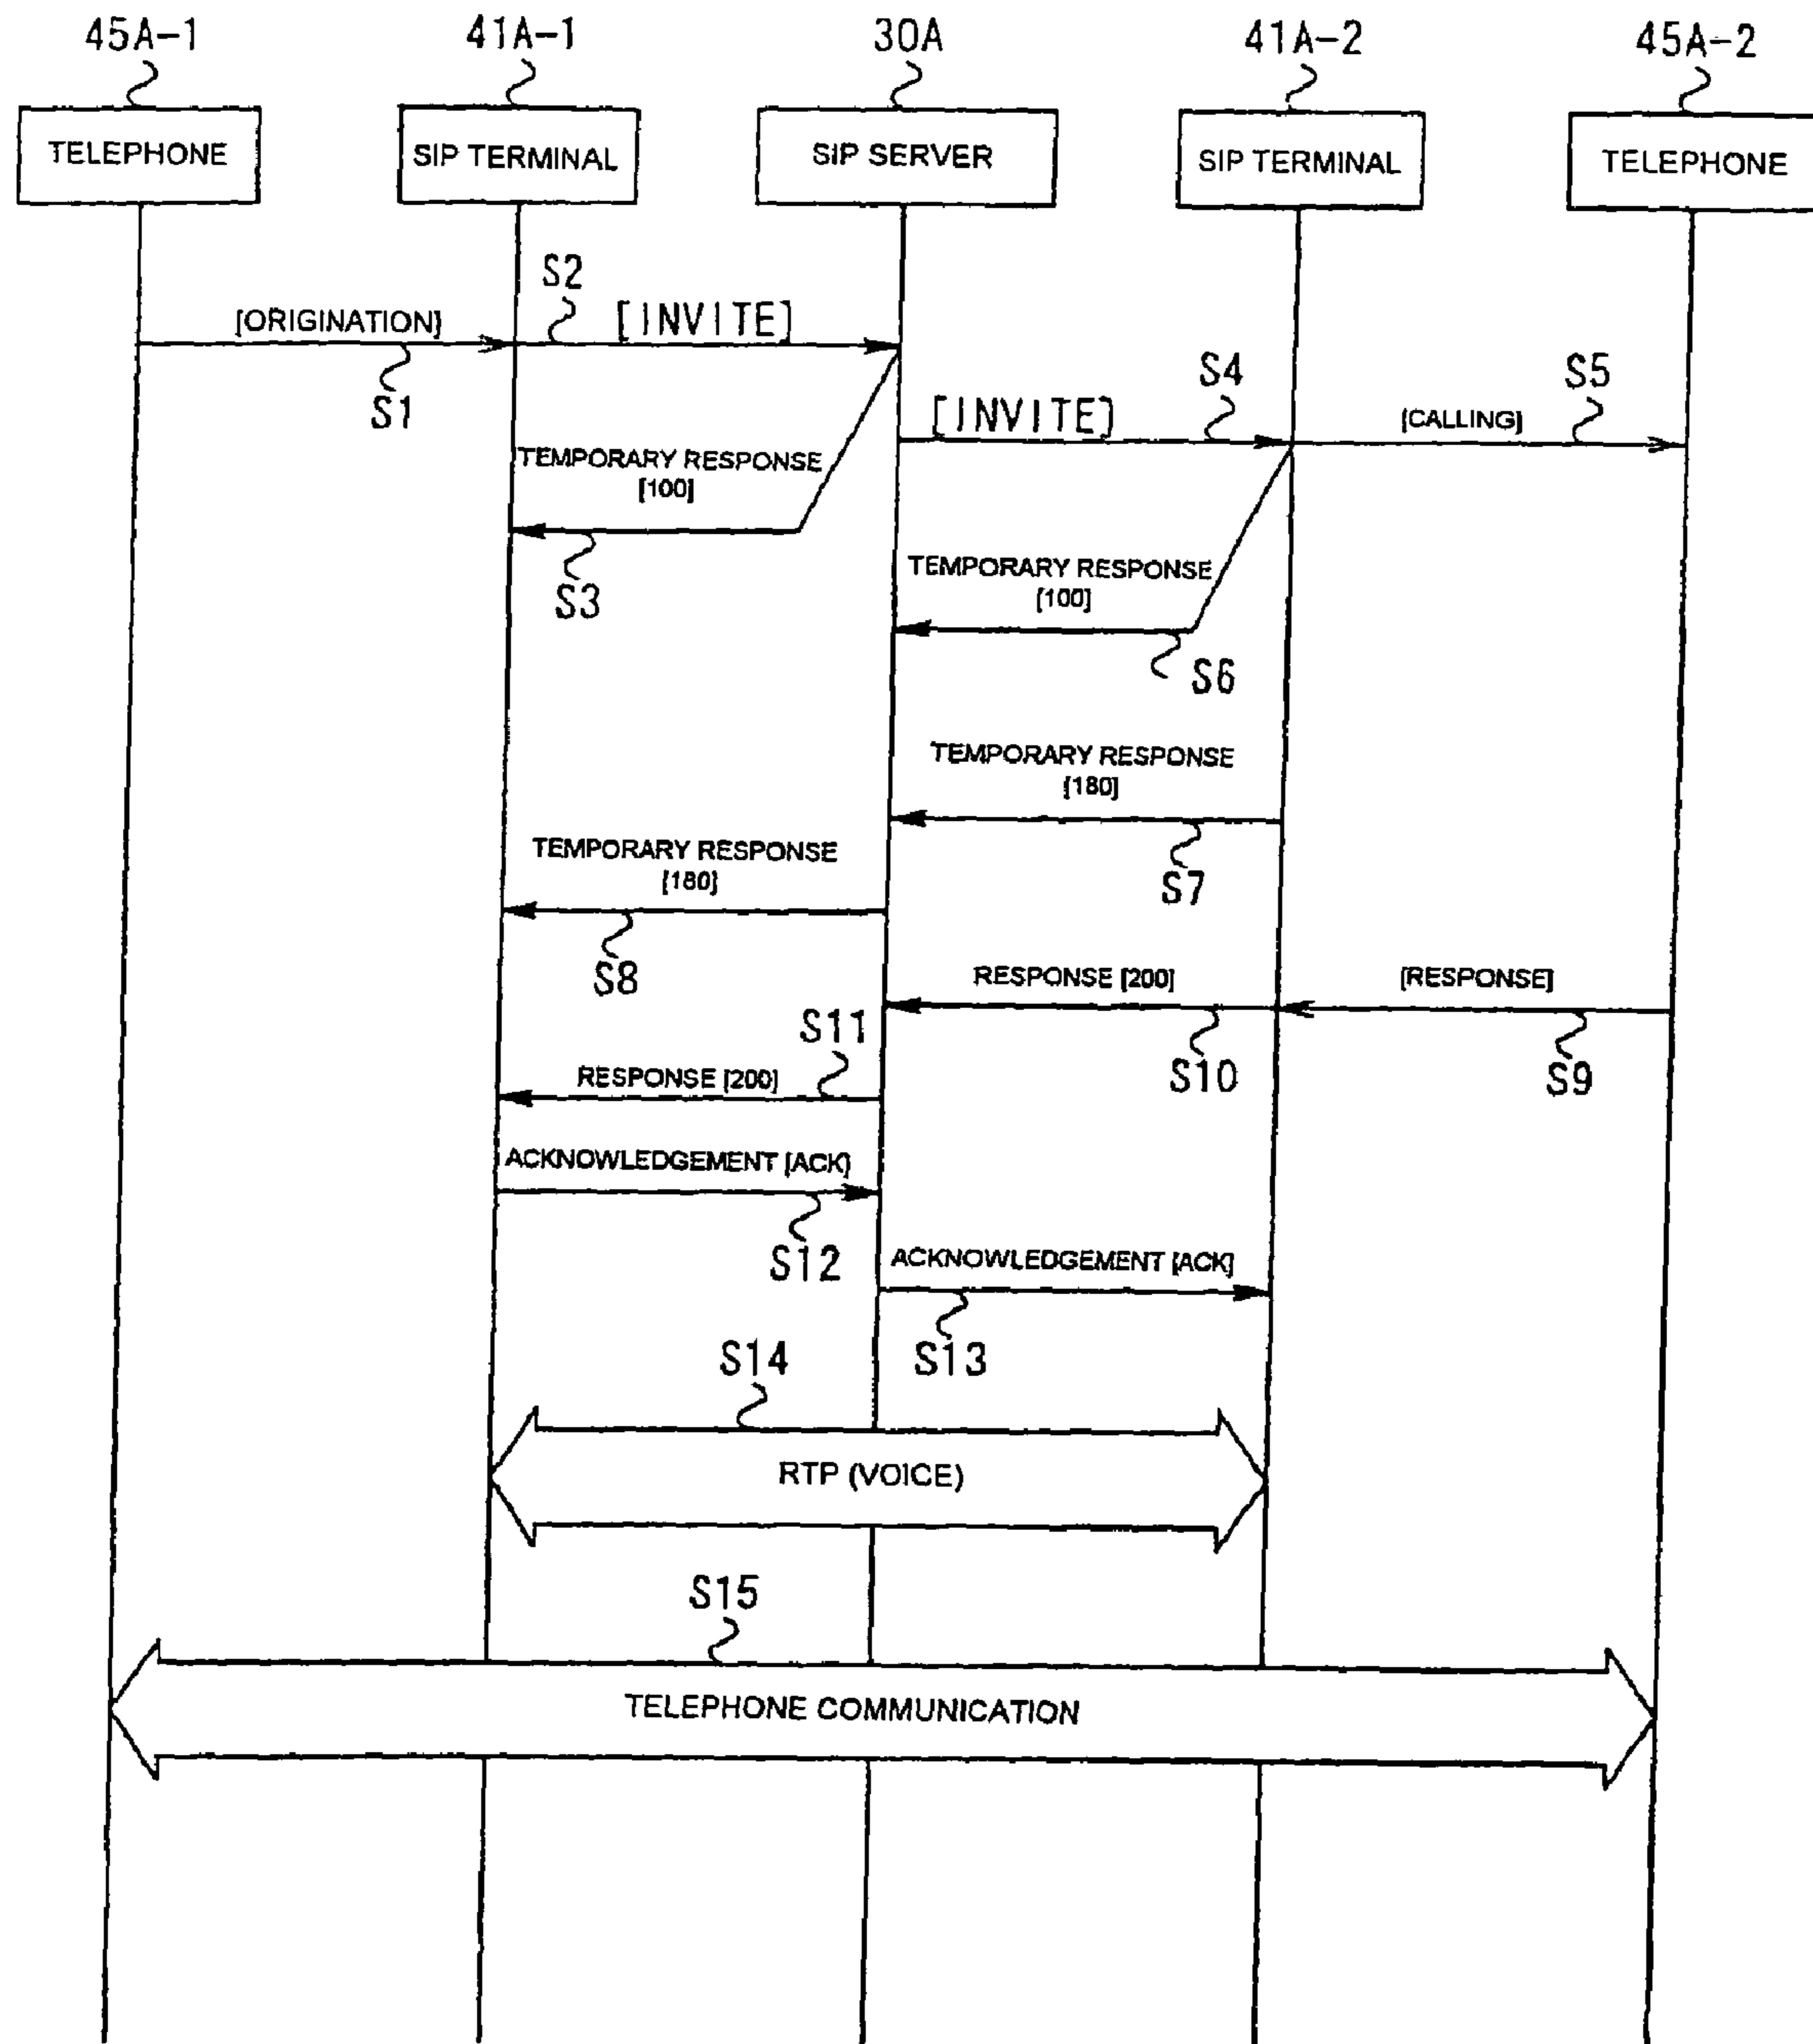 45A-1
41A-1
30A
41A-2
45A-2
TELEPHONE
SIP TERMINAL
SIP SERVER
SIP TERMINAL
TELEPHONE
S2
[ORIGINATION]
[INVITE]
S1
S4
S5
[INVITE]
[CALLING]
TEMPORARY RESPONSE
[100]
S3
TEMPORARY RESPONSE
[100]
S6
TEMPORARY RESPONSE
[180]
S7
TEMPORARY RESPONSE
[180]
S8
RESPONSE [200]
[RESPONSE]
S11
S10
S9
RESPONSE [200]
ACKNOWLEDGEMENT [ACK]
S12
ACKNOWLEDGEMENT [ACK]
S13
S14
RTP (VOICE)
S15
TELEPHONE COMMUNICATION